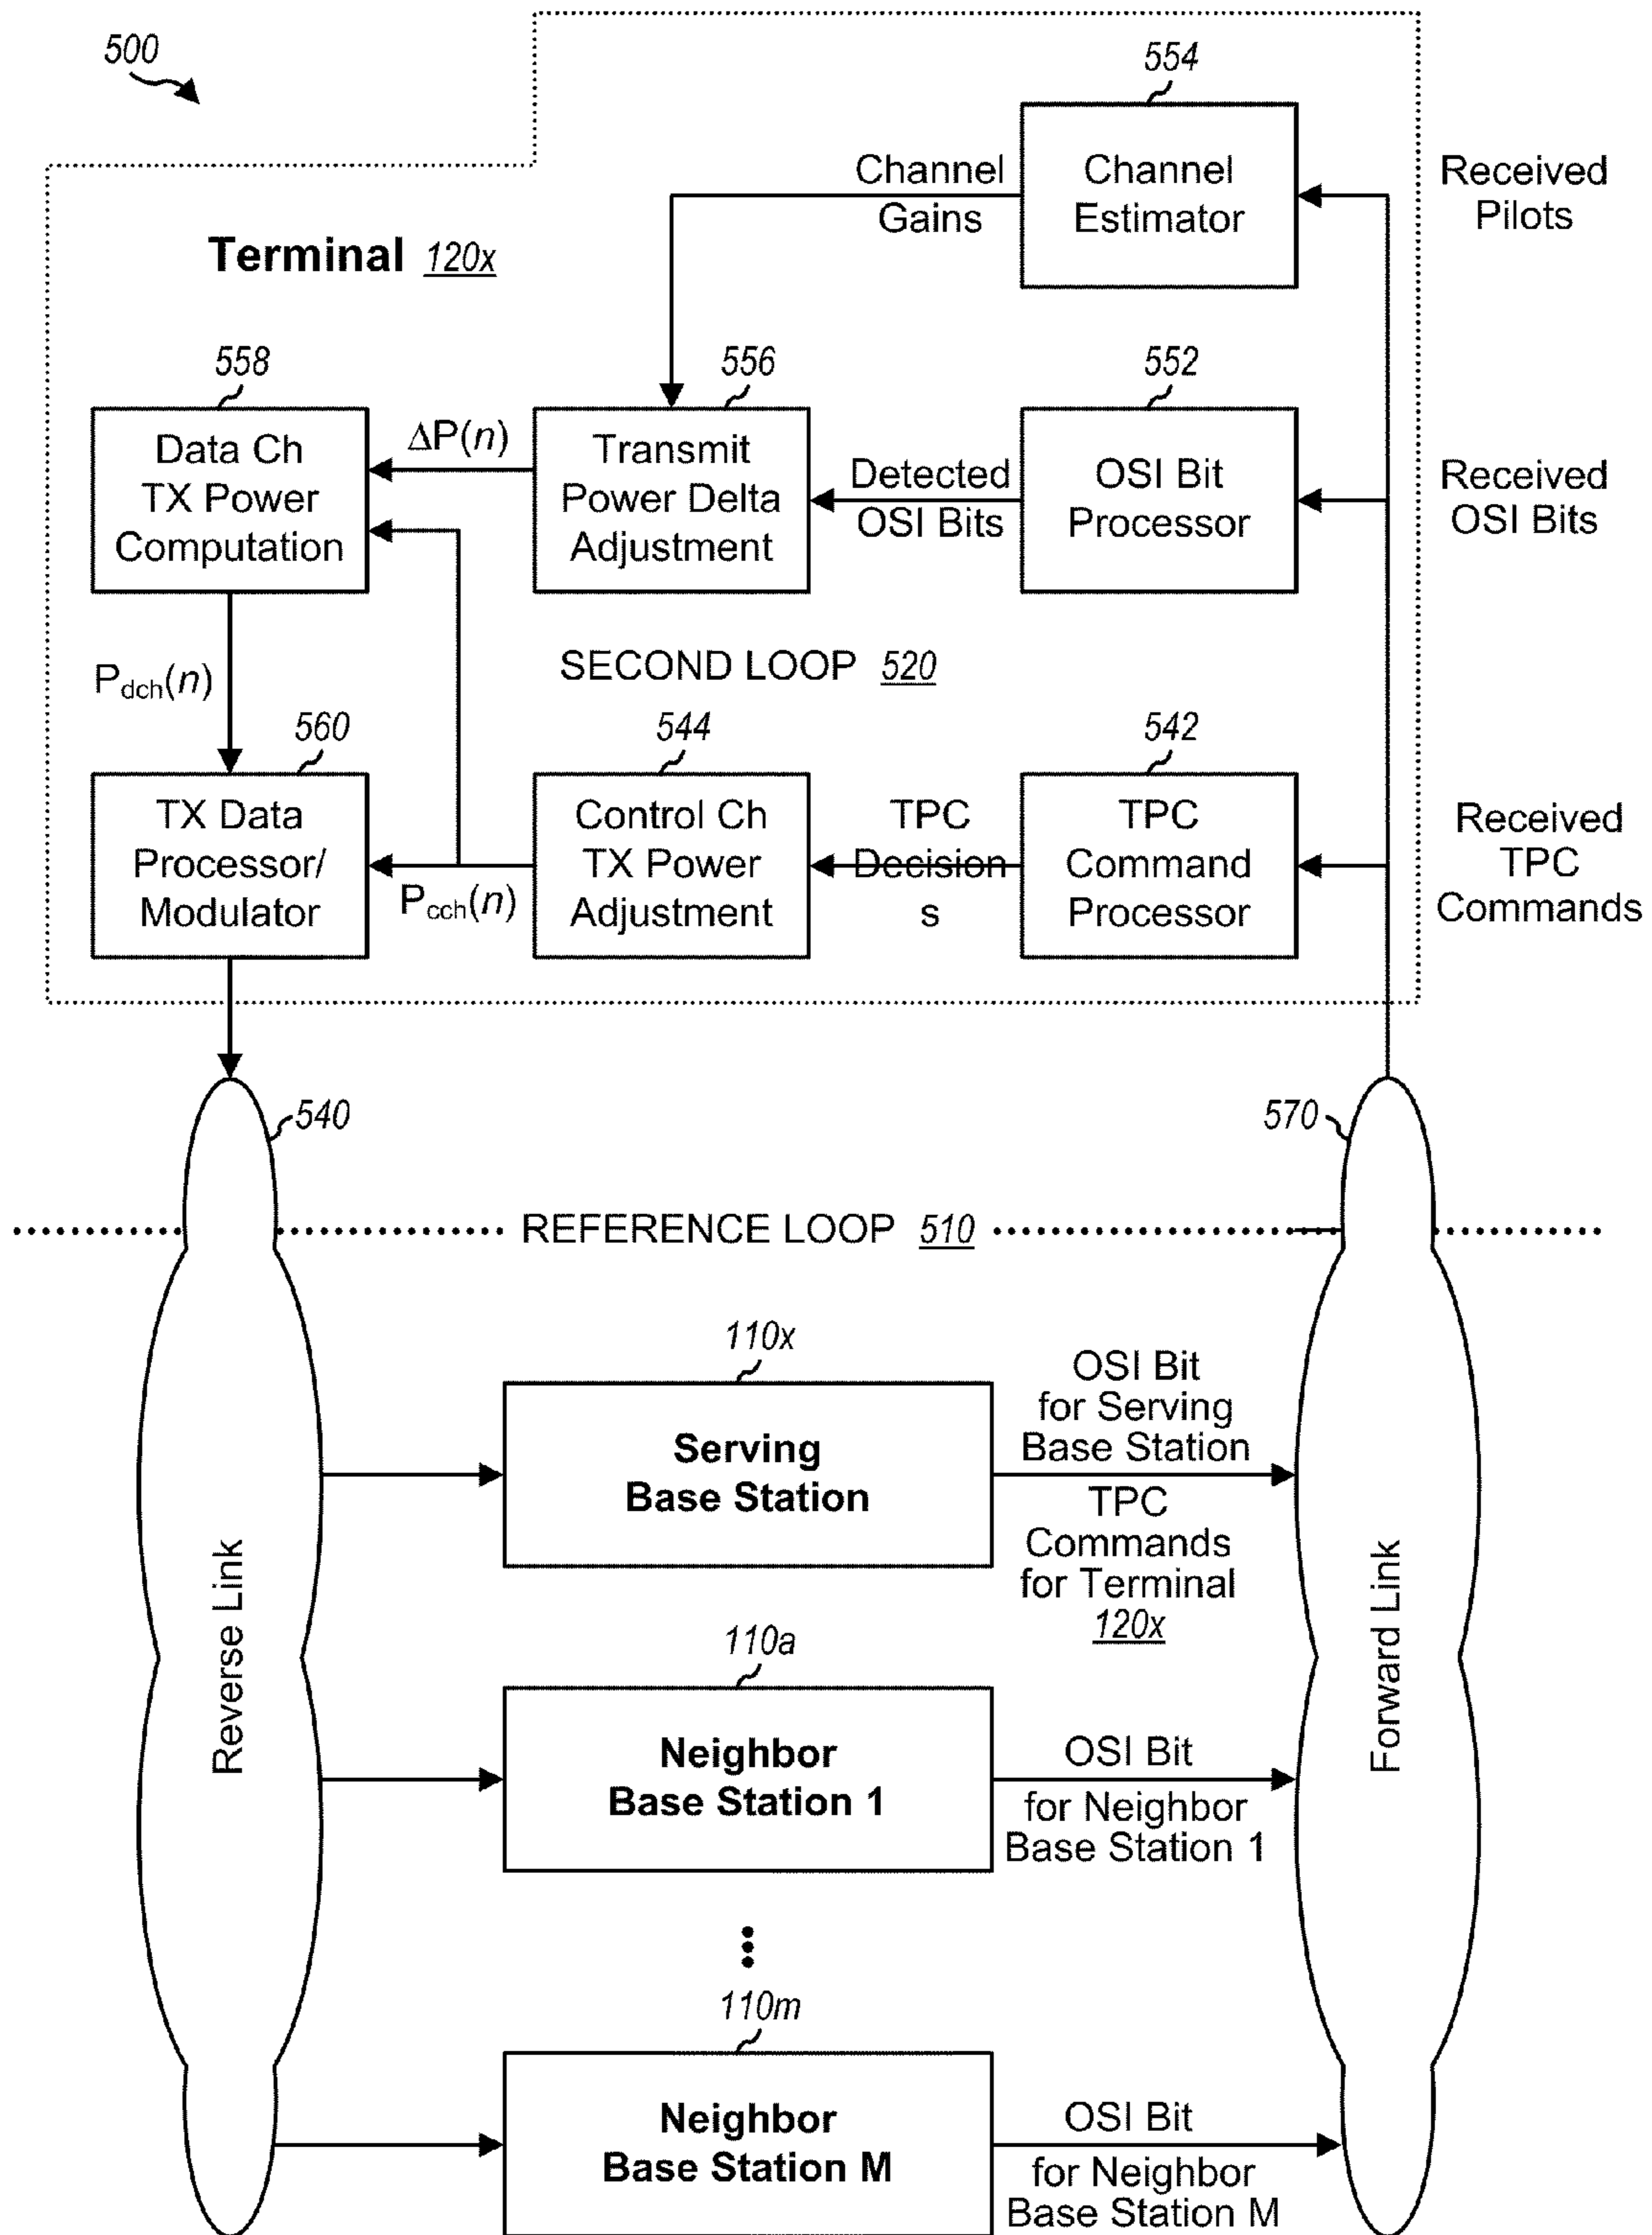 500
554
Channel
Gains
Channel
Estimator
Received
Pilots
Terminal 120x
558
556
552
Data Ch
TX Power
Computation
ΔP(n)
Transmit
Power Delta
Adjustment
Detected
OSI Bits
OSI Bit
Processor
Received
OSI Bits
Pdch(n)
SECOND LOOP 520
560
544
542
TX Data
Processor/
Modulator
Pcch(n)
Control Ch
TX Power
Adjustment
TPC
Decision
s
TPC
Command
Processor
Received
TPC
Commands
540
570
REFERENCE LOOP 510
Reverse Link
Forward Link
110x
Serving
Base Station
OSI Bit
for Serving
Base Station
TPC
Commands
for Terminal
120x
110a
Neighbor
Base Station 1
OSI Bit
for Neighbor
Base Station 1
110m
Neighbor
Base Station M
OSI Bit
for Neighbor
Base Station M